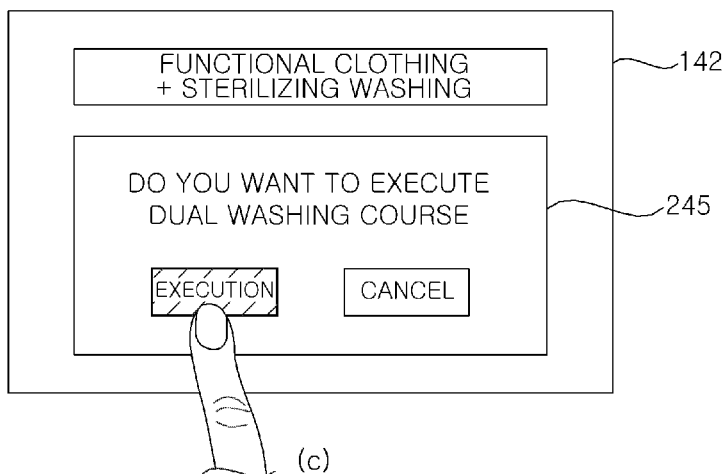 FUNCTIONAL CLOTHING
+ STERILIZING WASHING
142
DO YOU WANT TO EXECUTE
DUAL WASHING COURSE
245
EXECUTION CANCEL
(c)